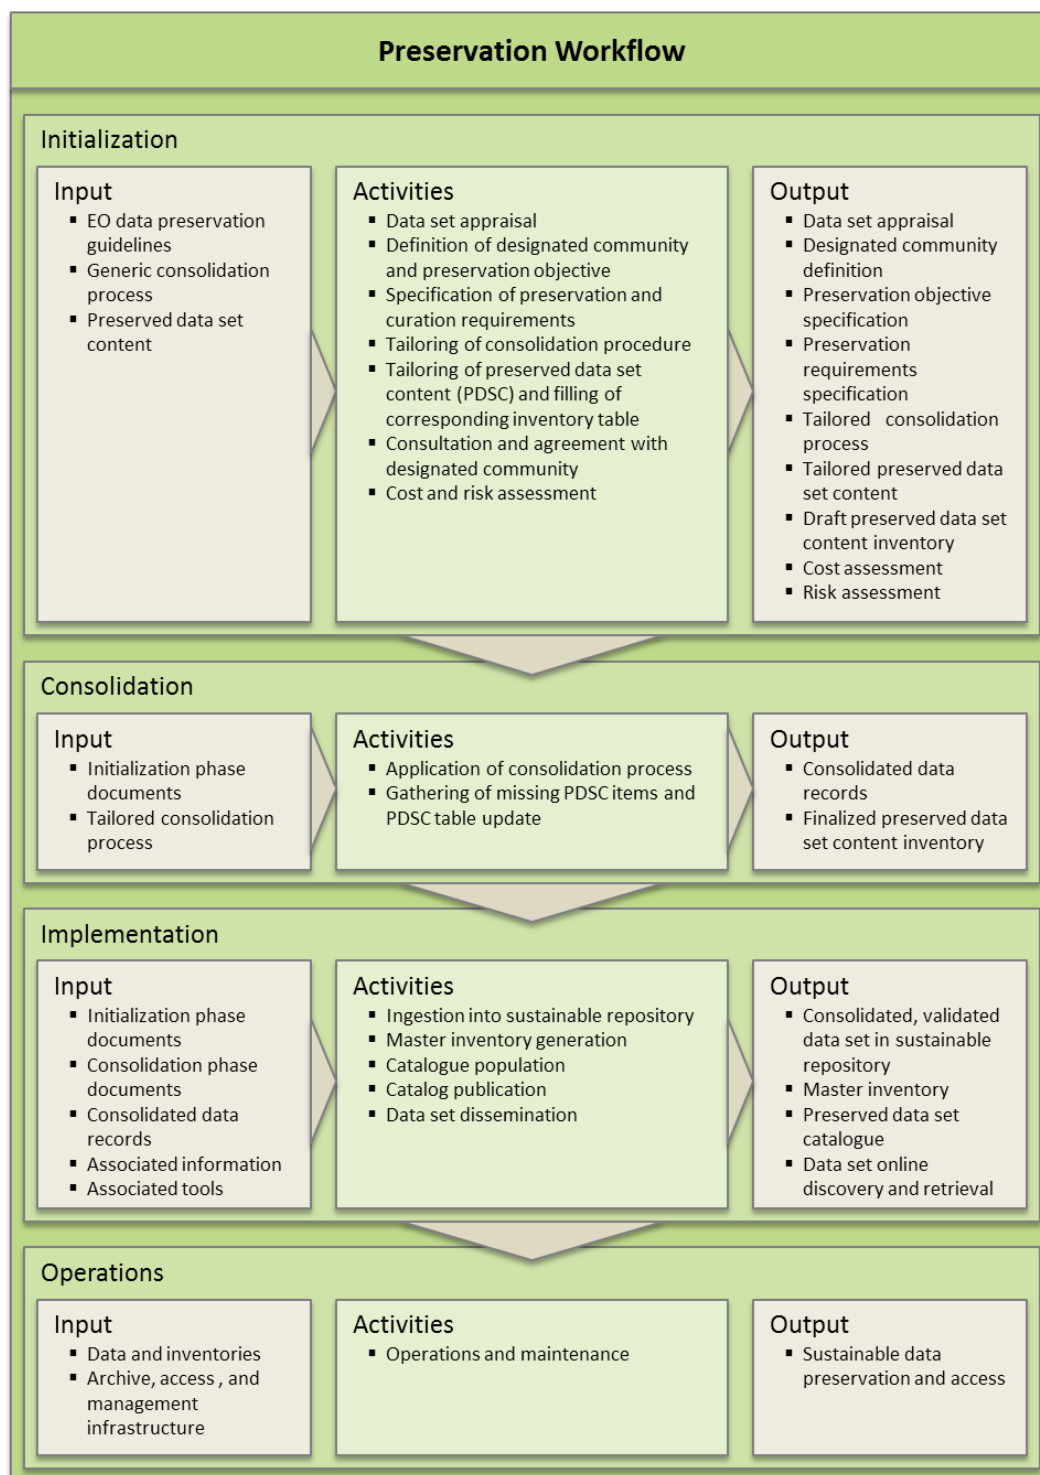 Preservation Workflow
Initialization
Input
▪ EO data preservation
guidelines
▪ Generic consolidation
process
▪ Preserved data set
content
Activities
▪ Data set appraisal
▪ Definition of designated community
and preservation objective
▪ Specification of preservation and
curation requirements
▪ Tailoring of consolidation procedure
▪ Tailoring of preserved data set
content (PDSC) and filling of
corresponding inventory table
▪ Consultation and agreement with
designated community
▪ Cost and risk assessment
Output
▪ Data set appraisal
▪ Designated community
definition
▪ Preservation objective
specification
▪ Preservation
requirements
specification
▪ Tailored consolidation
process
▪ Tailored preserved data
set content
▪ Draft preserved data set
content inventory
▪ Cost assessment
▪ Risk assessment
Consolidation
Input
▪ Initialization phase
documents
▪ Tailored consolidation
process
Activities
▪ Application of consolidation process
▪ Gathering of missing PDSC items and
PDSC table update
Output
▪ Consolidated data
records
▪ Finalized preserved data
set content inventory
Implementation
Input
▪ Initialization phase
documents
▪ Consolidation phase
documents
▪ Consolidated data
records
▪ Associated information
▪ Associated tools
Activities
▪ Ingestion into sustainable repository
▪ Master inventory generation
▪ Catalogue population
▪ Catalog publication
▪ Data set dissemination
Output
▪ Consolidated, validated
data set in sustainable
repository
▪ Master inventory
▪ Preserved data set
catalogue
▪ Data set online
discovery and retrieval
Operations
Input
▪ Data and inventories
▪ Archive, access , and
management
infrastructure
Activities
▪ Operations and maintenance
Output
▪ Sustainable data
preservation and access